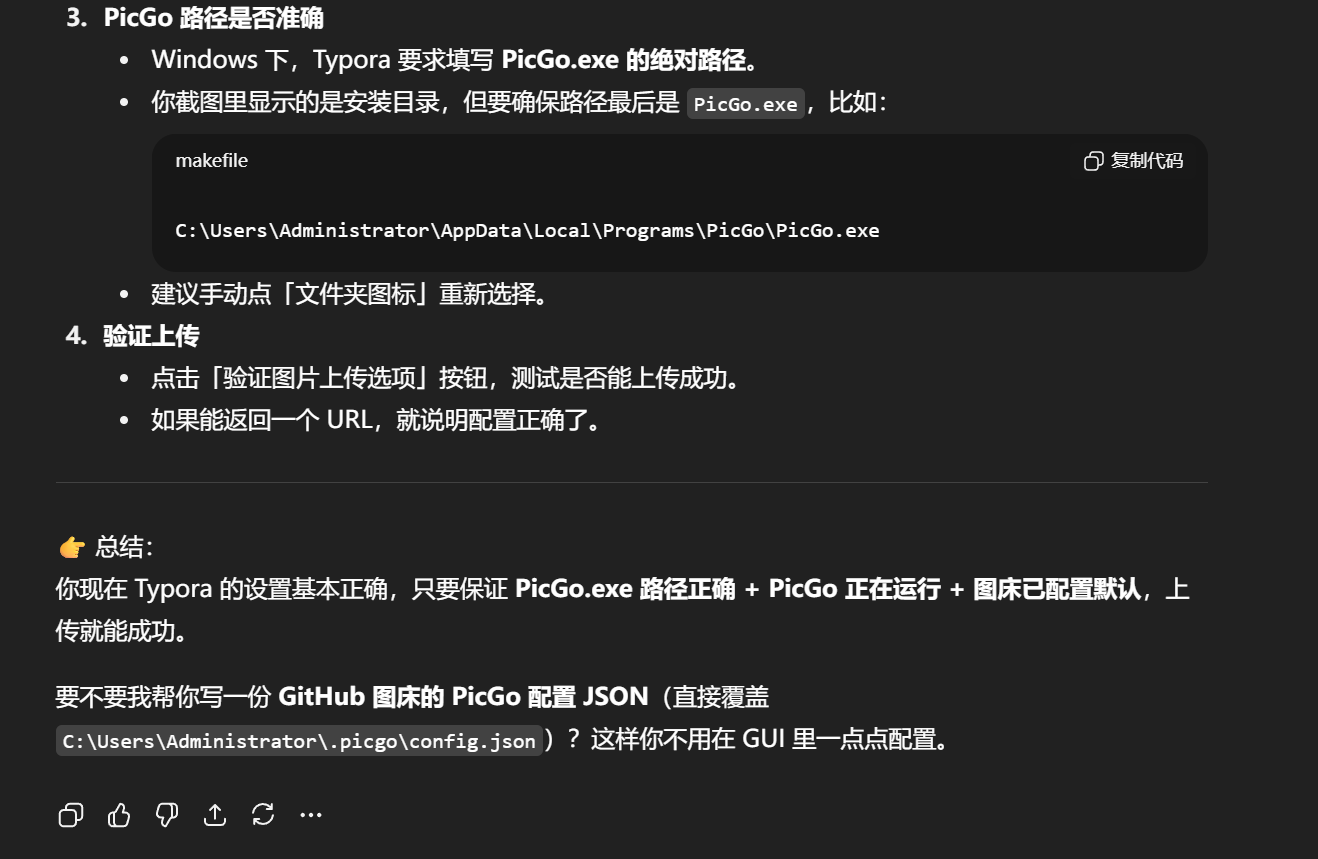 3. PicGo 路径是否准确
• Windows 下，Typora 要求填写 PicGo.exe 的绝对路径。
• 你截图里显示的是安装目录，但要确保路径最后是 PicGo.exe，比如：
makefile 复制代码
C:\Users\Administrator\AppData\Local\Programs\PicGo\PicGo.exe
• 建议手动点「文件夹图标」重新选择。
4. 验证上传
• 点击「验证图片上传选项」按钮，测试是否能上传成功。
• 如果能返回一个 URL，就说明配置正确了。
👉 总结：
你现在 Typora 的设置基本正确，只要保证 PicGo.exe 路径正确 + PicGo 正在运行 + 图床已配置默认，上
传就能成功。
要不要我帮你写一份 GitHub 图床的 PicGo 配置 JSON（直接覆盖
C:\Users\Administrator\.picgo\config.json）？这样你不用在 GUI 里一点点配置。